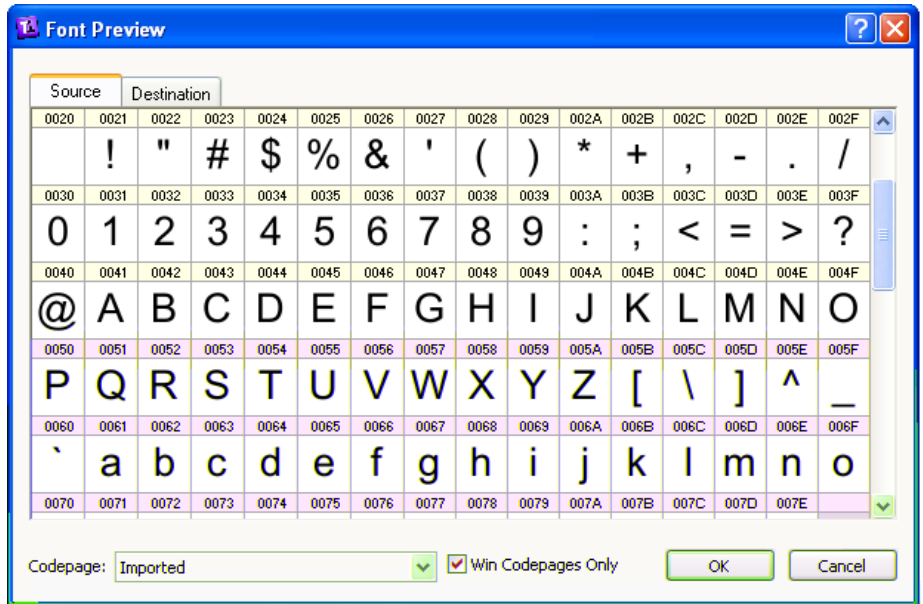 Font Preview
Source Destination
0020 0021 0022 0023 0024 0025 0026 0027 0028 0029 002A 002B 002C 002D 002E 002F
! " # $ % & ' ( ) * + , - . /
0030 0031 0032 0033 0034 0035 0036 0037 0038 0039 003A 003B 003C 003D 003E 003F
0 1 2 3 4 5 6 7 8 9 : ; < = > ?
0040 0041 0042 0043 0044 0045 0046 0047 0048 0049 004A 004B 004C 004D 004E 004F
@ A B C D E F G H I J K L M N O
0050 0051 0052 0053 0054 0055 0056 0057 0058 0059 005A 005B 005C 005D 005E 005F
P Q R S T U V W X Y Z [ \ ] ^ _
0060 0061 0062 0063 0064 0065 0066 0067 0068 0069 006A 006B 006C 006D 006E 006F
` a b c d e f g h i j k l m n o
0070 0071 0072 0073 0074 0075 0076 0077 0078 0079 007A 007B 007C 007D 007E
Codepage: Imported Win Codepages Only OK Cancel